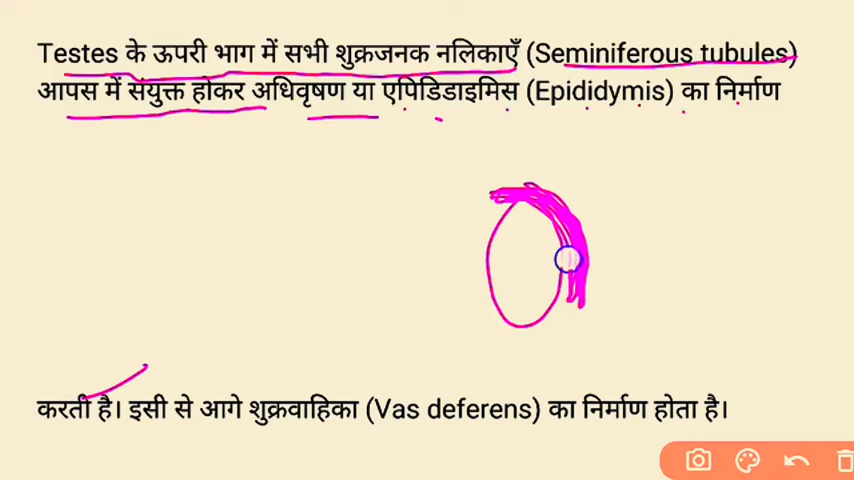 Testes के ऊपरी भाग में सभी शुक्रजनक नलिकाएँ (Seminiferous tubules)
आपस में संयुक्त होकर अधिवृषण या एपिडिडाइमिस (Epididymis) का निर्माण
करती है। इसी से आगे शुक्रवाहिका (Vas deferens) का निर्माण होता है।